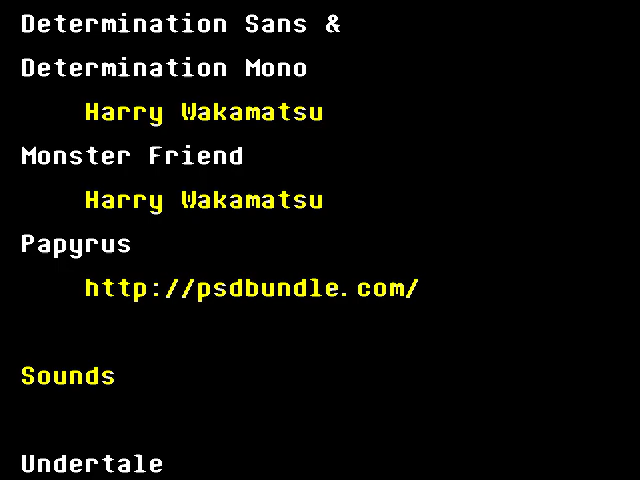 Determination Sans &
Determination Mono
Harry Wakamatsu
Monster Friend
Harry Wakamatsu
Papyrus
http://psdbundle.com/
Sounds
Undertale